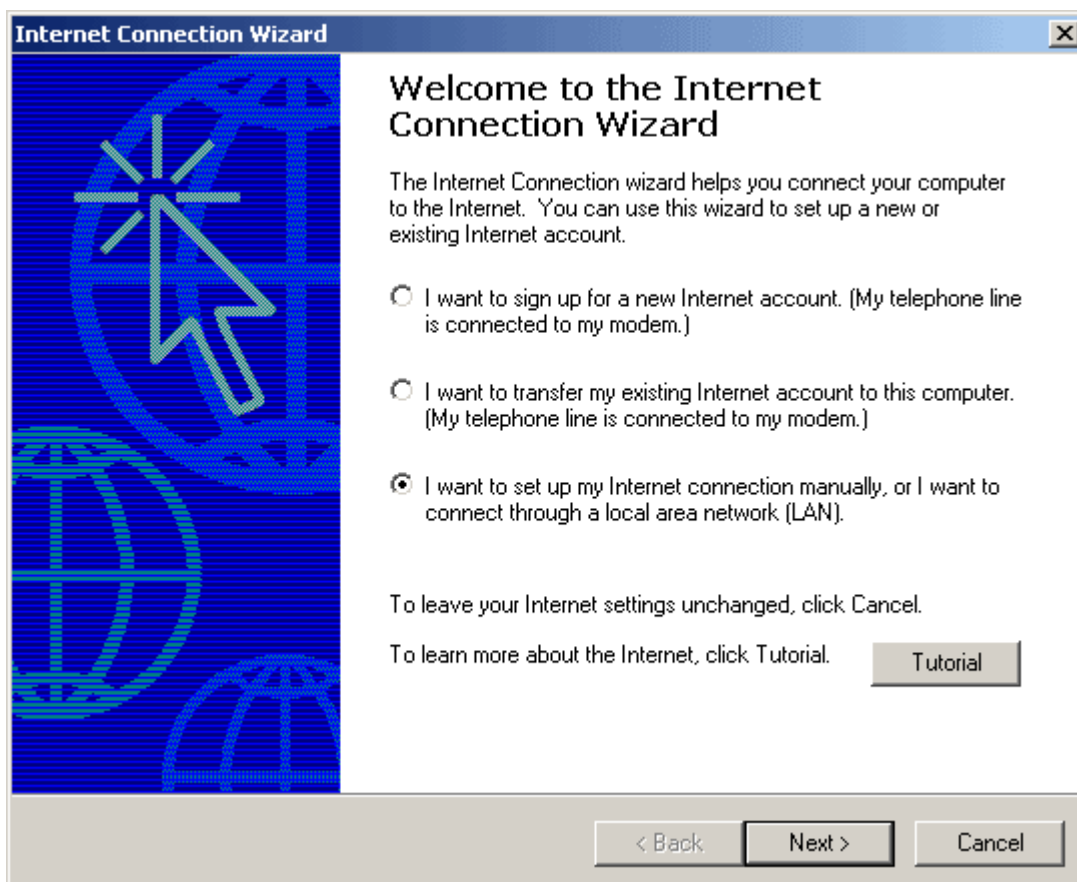 Internet Connection Wizard
Welcome to the Internet
Connection Wizard
The Internet Connection wizard helps you connect your computer
to the Internet.  You can use this wizard to set up a new or
existing Internet account.
I want to sign up for a new Internet account. (My telephone line
is connected to my modem.)
I want to transfer my existing Internet account to this computer.
(My telephone line is connected to my modem.)
I want to set up my Internet connection manually, or I want to
connect through a local area network (LAN).
To leave your Internet settings unchanged, click Cancel.
To learn more about the Internet, click Tutorial.
Tutorial
< Back
Next >
Cancel